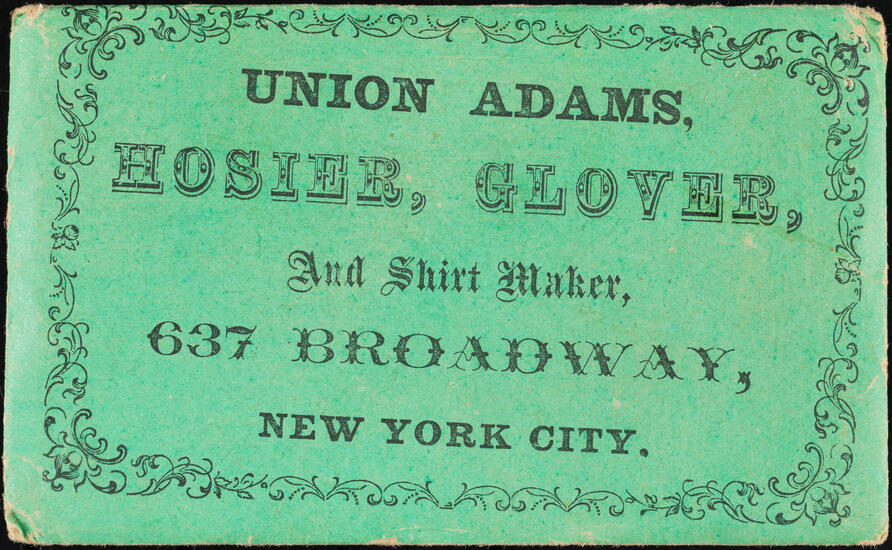 UNION ADAMS,
HOSIER, GLOVER,
And Shirt Maker,
637 BROADWAY,
NEW YORK CITY.